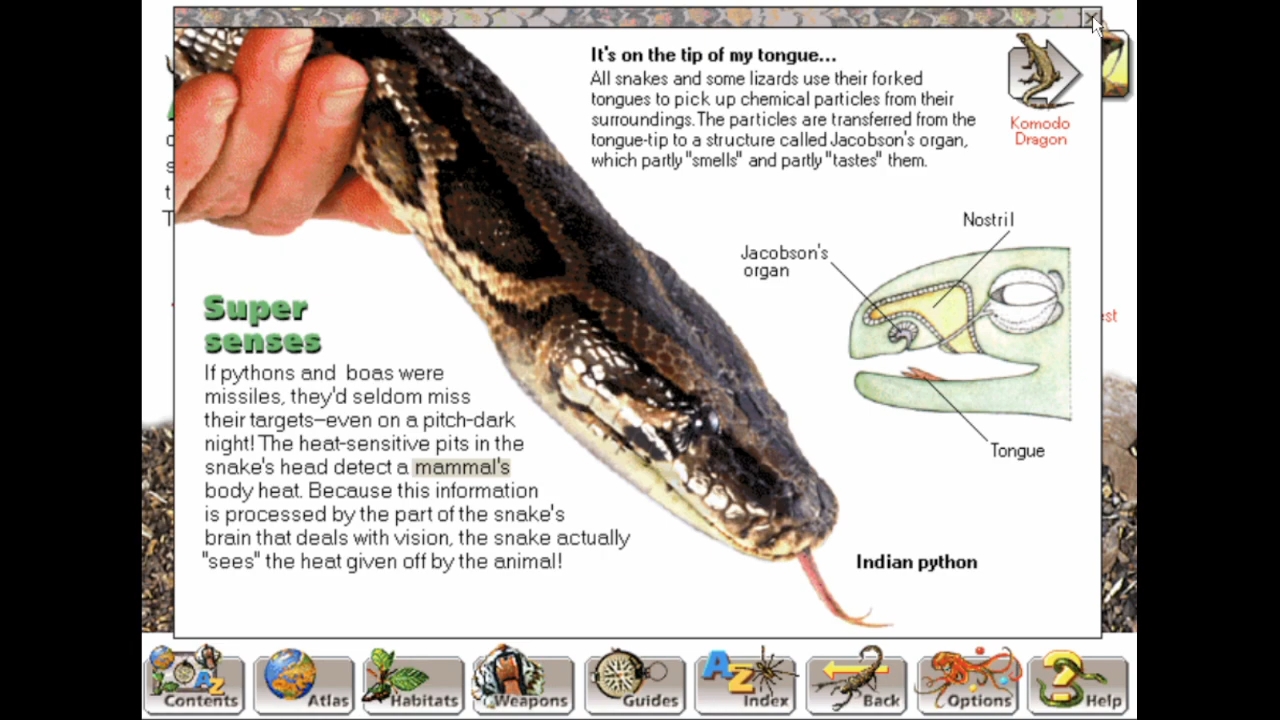 It's on the tip of my tongue...
All snakes and some lizards use their forked
tongues to pick up chemical particles from their
surroundings. The particles are transferred from the
tongue-tip to a structure called Jacobson's organ,
which partly "smells" and partly "tastes" them.
Komodo
Dragon
Nostril
Jacobson's
organ
Tongue
Super
senses
If pythons and boas were
missiles, they'd seldom miss
their targets–even on a pitch-dark
night! The heat-sensitive pits in the
snake's head detect a mammal's
body heat. Because this information
is processed by the part of the snake's
brain that deals with vision, the snake actually
"sees" the heat given off by the animal!
Indian python
Contents
Atlas
Habitats
Weapons
Guides
AZ
Index
Back
Options
?
Help